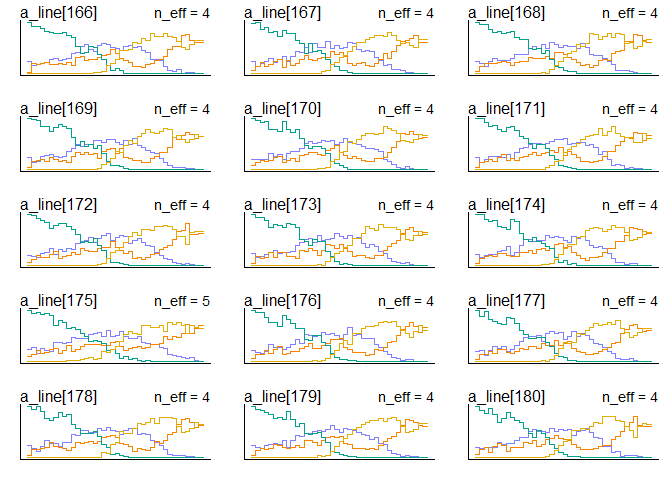 a_line[166] n_eff = 4 a_line[167] n_eff = 4 a_line[168] n_eff = 4
a_line[169] n_eff = 4 a_line[170] n_eff = 4 a_line[171] n_eff = 4
a_line[172] n_eff = 4 a_line[173] n_eff = 4 a_line[174] n_eff = 4
a_line[175] n_eff = 5 a_line[176] n_eff = 4 a_line[177] n_eff = 4
a_line[178] n_eff = 4 a_line[179] n_eff = 4 a_line[180] n_eff = 4